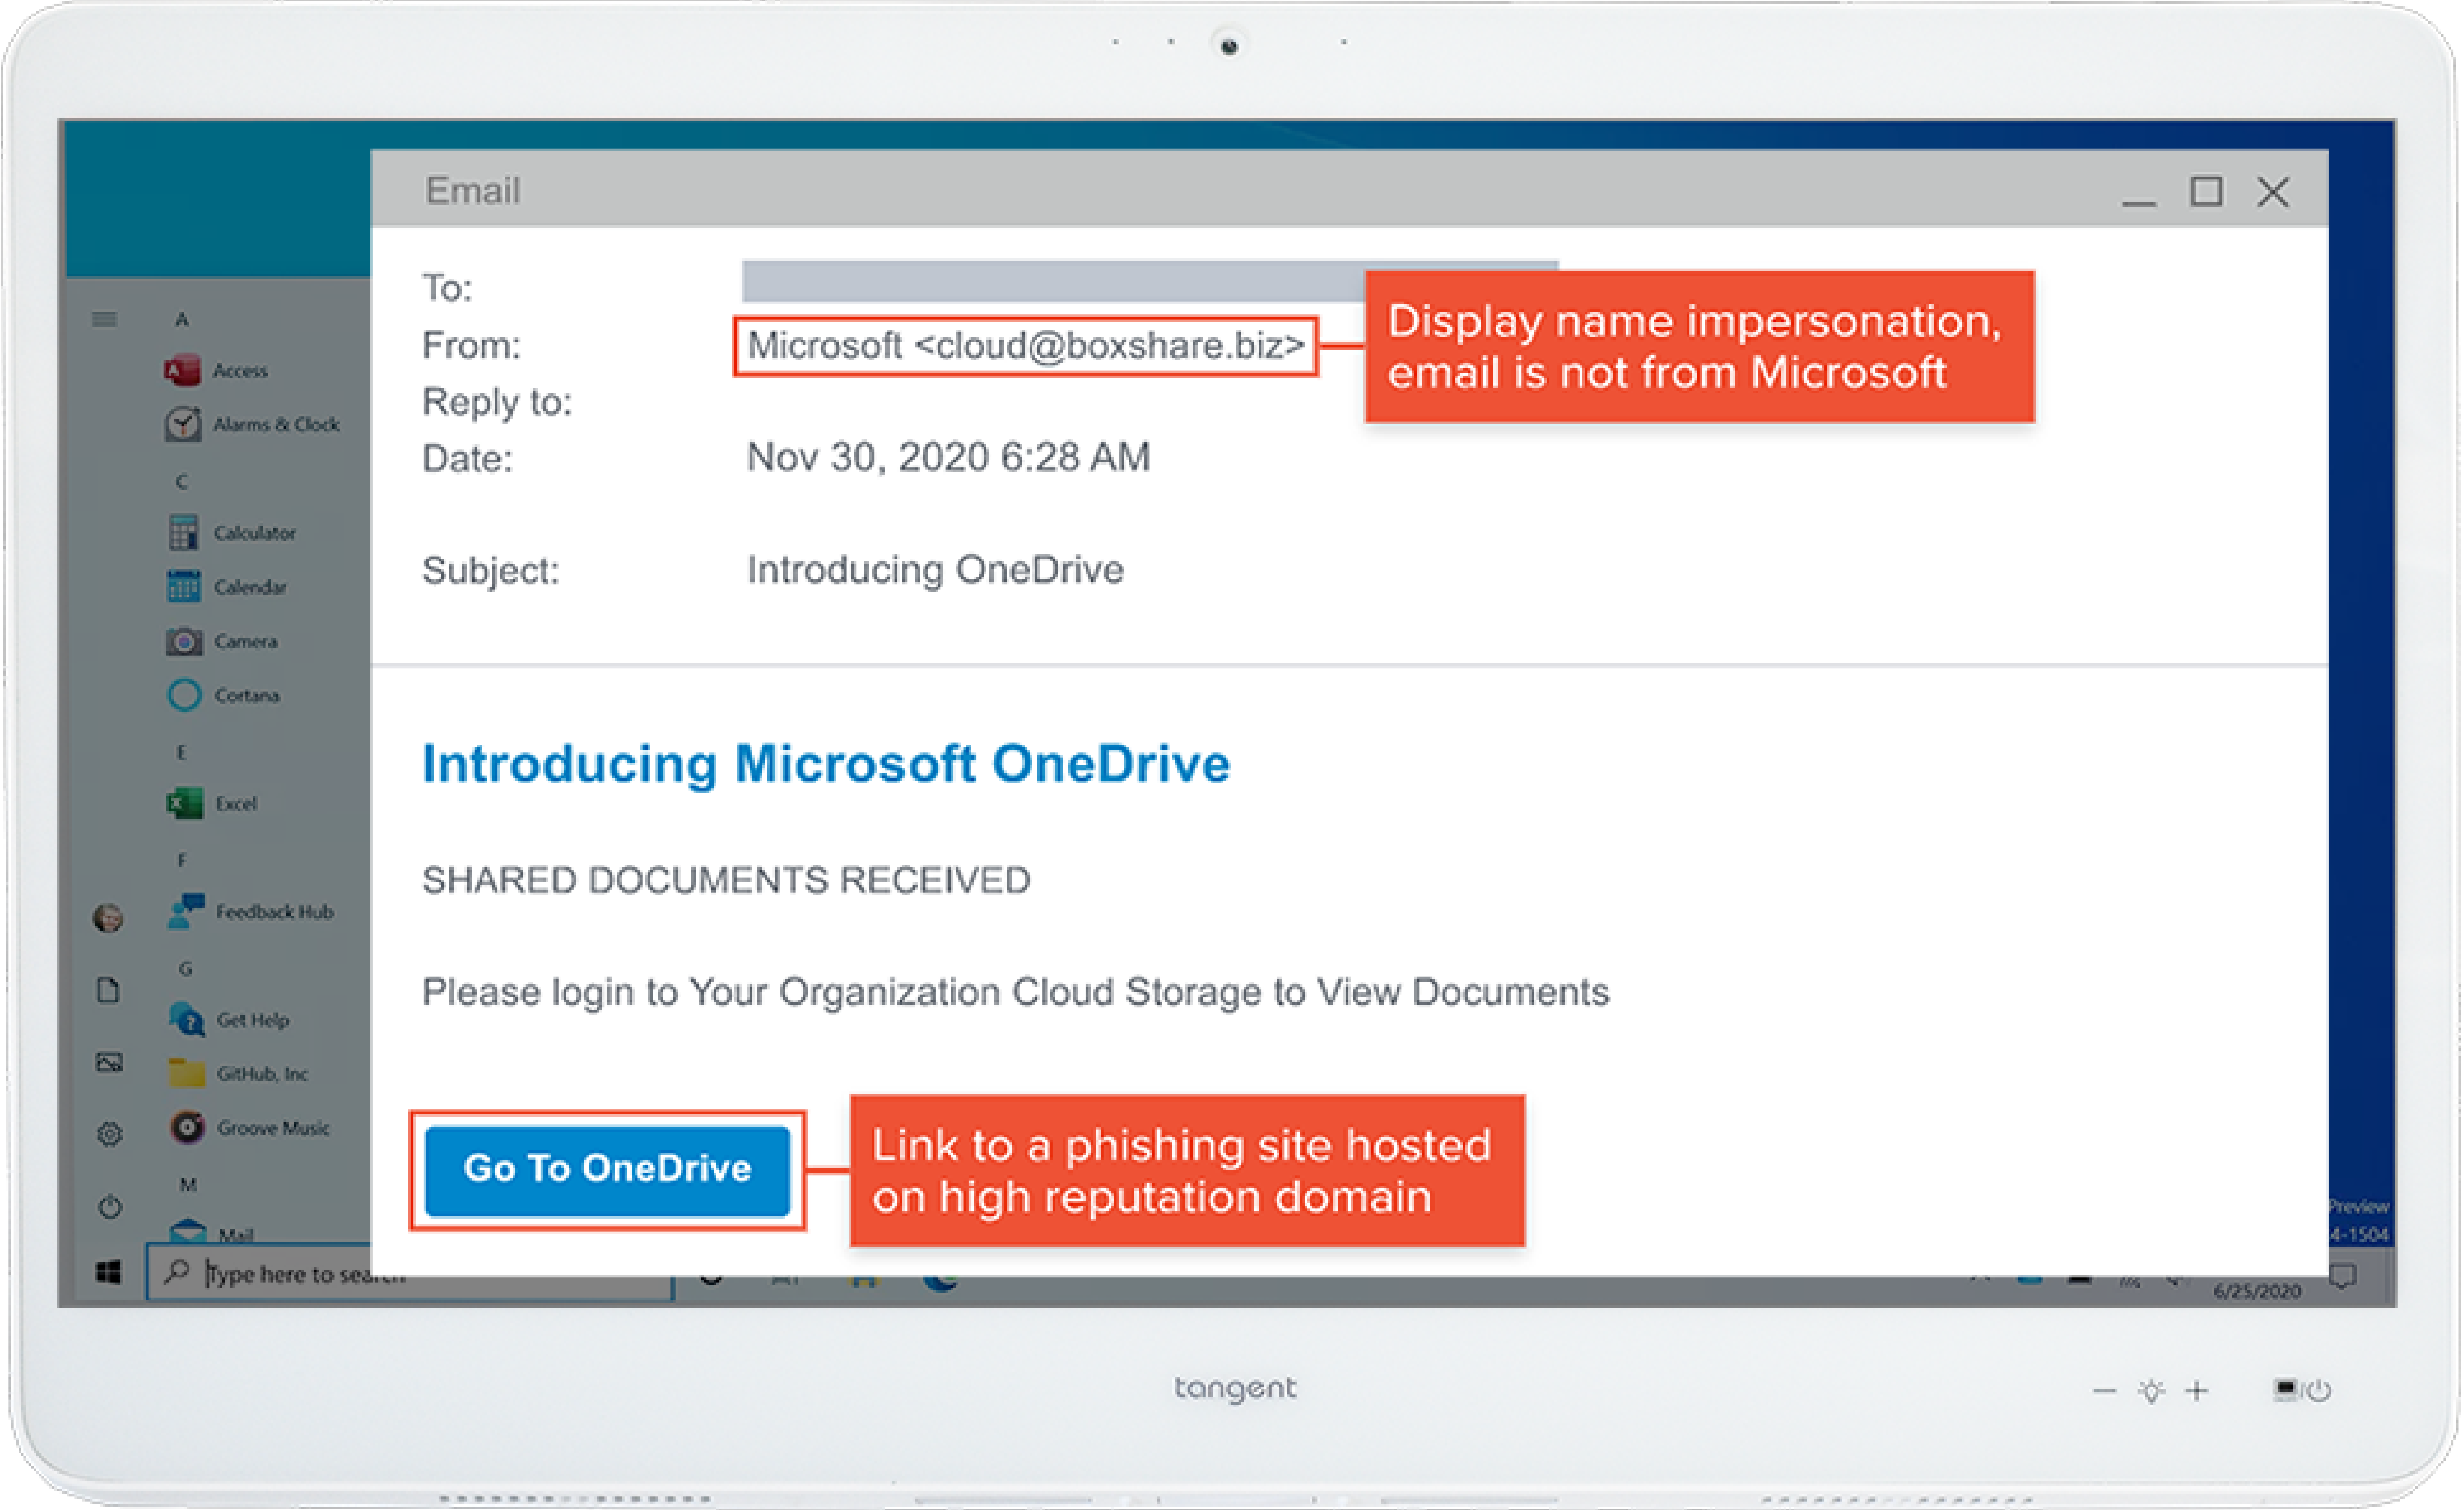 Email
To:
From: Microsoft <cloud@boxshare.biz>
Display name impersonation,
email is not from Microsoft
Reply to:
Date: Nov 30, 2020 6:28 AM
Subject: Introducing OneDrive
Introducing Microsoft OneDrive
SHARED DOCUMENTS RECEIVED
Please login to Your Organization Cloud Storage to View Documents
Go To OneDrive
Link to a phishing site hosted
on high reputation domain
A
Access
Alarms & Clock
C
Calculator
Calendar
Camera
Cortana
E
Excel
F
Feedback Hub
G
Get Help
GitHub, Inc
Groove Music
M
Mail
Type here to search
Preview
4-1504
6/25/2020
tangent